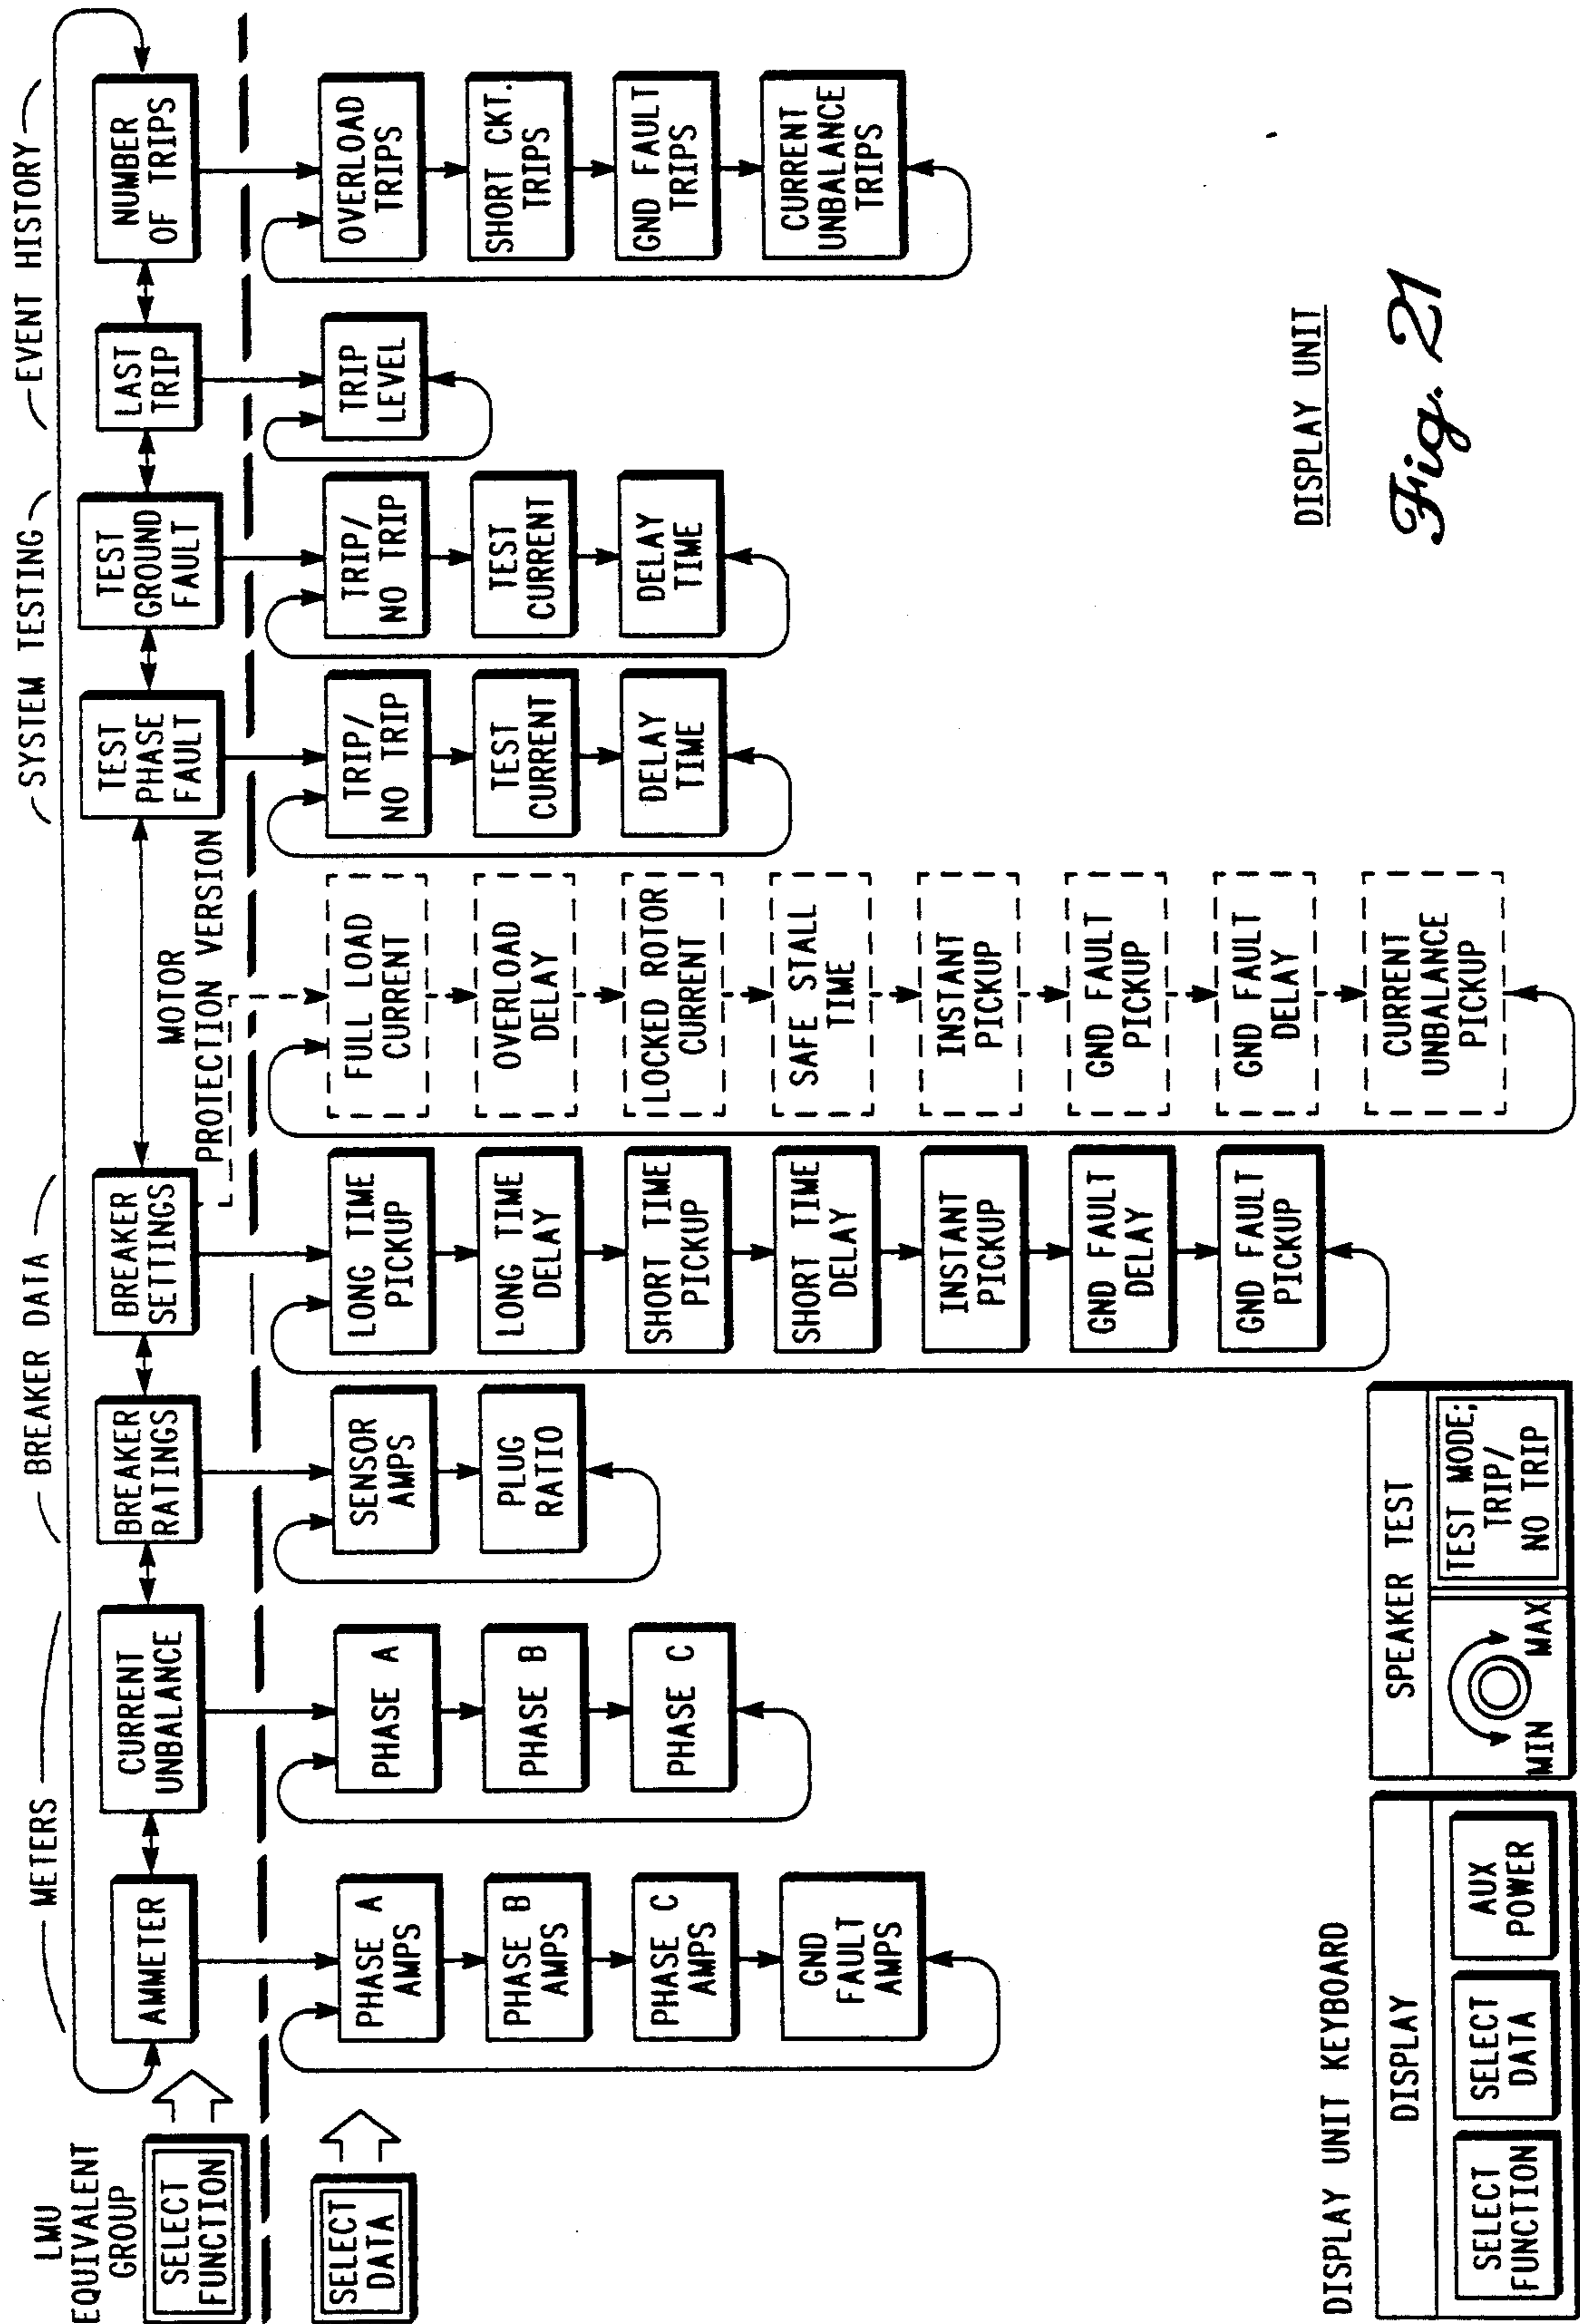 LMU
EQUIVALENT
GROUP
METERS
BREAKER DATA
SYSTEM TESTING
EVENT HISTORY
SELECT
FUNCTION
AMMETER
CURRENT
UNBALANCE
BREAKER
RATINGS
BREAKER
SETTINGS
MOTOR
PROTECTION VERSION
TEST
PHASE
FAULT
TEST
GROUND
FAULT
LAST
TRIP
NUMBER
OF TRIPS
SELECT
DATA
PHASE A
AMPS
PHASE B
AMPS
PHASE C
AMPS
GND
FAULT
AMPS
PHASE A
PHASE B
PHASE C
SENSOR
AMPS
PLUG
RATIO
LONG TIME
PICKUP
LONG TIME
DELAY
SHORT TIME
PICKUP
SHORT TIME
DELAY
INSTANT
PICKUP
GND FAULT
DELAY
GND FAULT
PICKUP
FULL LOAD
CURRENT
OVERLOAD
DELAY
LOCKED ROTOR
CURRENT
SAFE STALL
TIME
INSTANT
PICKUP
GND FAULT
PICKUP
GND FAULT
DELAY
CURRENT
UNBALANCE
PICKUP
TRIP/
NO TRIP
TEST
CURRENT
DELAY
TIME
TRIP/
NO TRIP
TEST
CURRENT
DELAY
TIME
TRIP
LEVEL
OVERLOAD
TRIPS
SHORT CKT.
TRIPS
GND FAULT
TRIPS
CURRENT
UNBALANCE
TRIPS
DISPLAY UNIT KEYBOARD
DISPLAY
SELECT
FUNCTION
SELECT
DATA
AUX
POWER
SPEAKER TEST
MIN MAX
TEST MODE;
TRIP/
NO TRIP
DISPLAY UNIT
Fig. 21